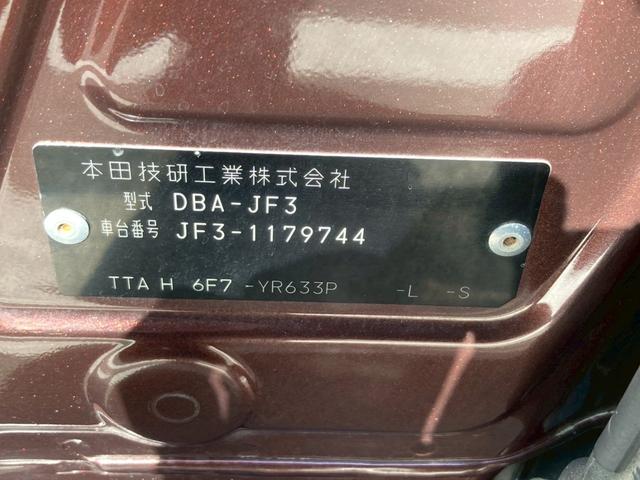 本田技研工業株式会社
型式 DBA-JF3
車台番号 JF3-1179744
TTA H 6F7 -YR633P -L -S